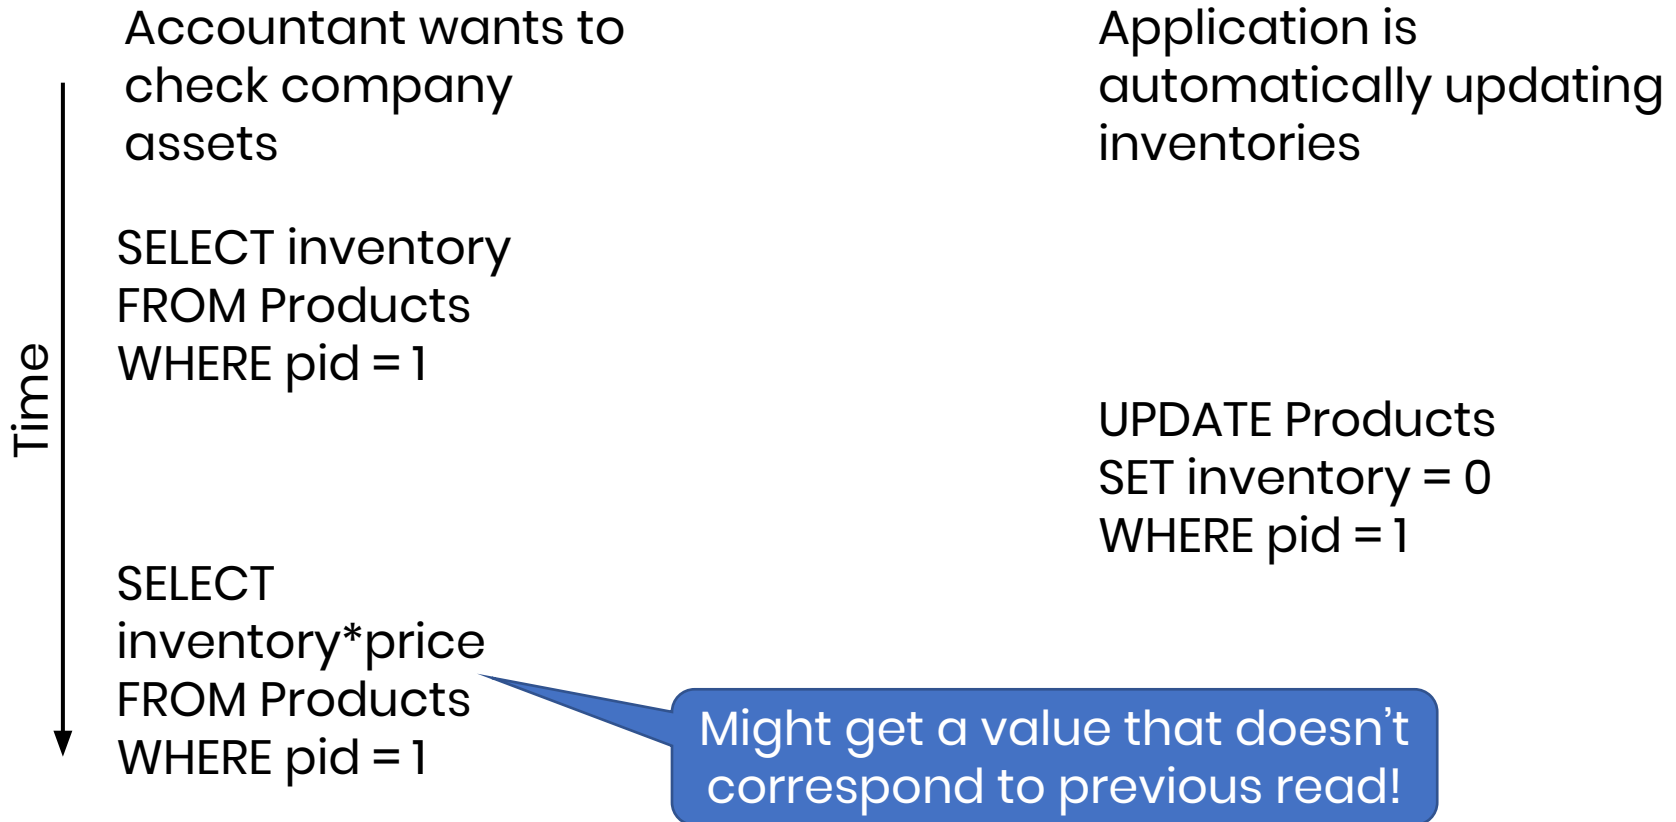 Accountant wants to
check company
assets
Application is
automatically updating
inventories
Time
SELECT inventory
FROM Products
WHERE pid = 1
UPDATE Products
SET inventory = 0
WHERE pid = 1
SELECT
inventory*price
FROM Products
WHERE pid = 1
Might get a value that doesn’t
correspond to previous read!